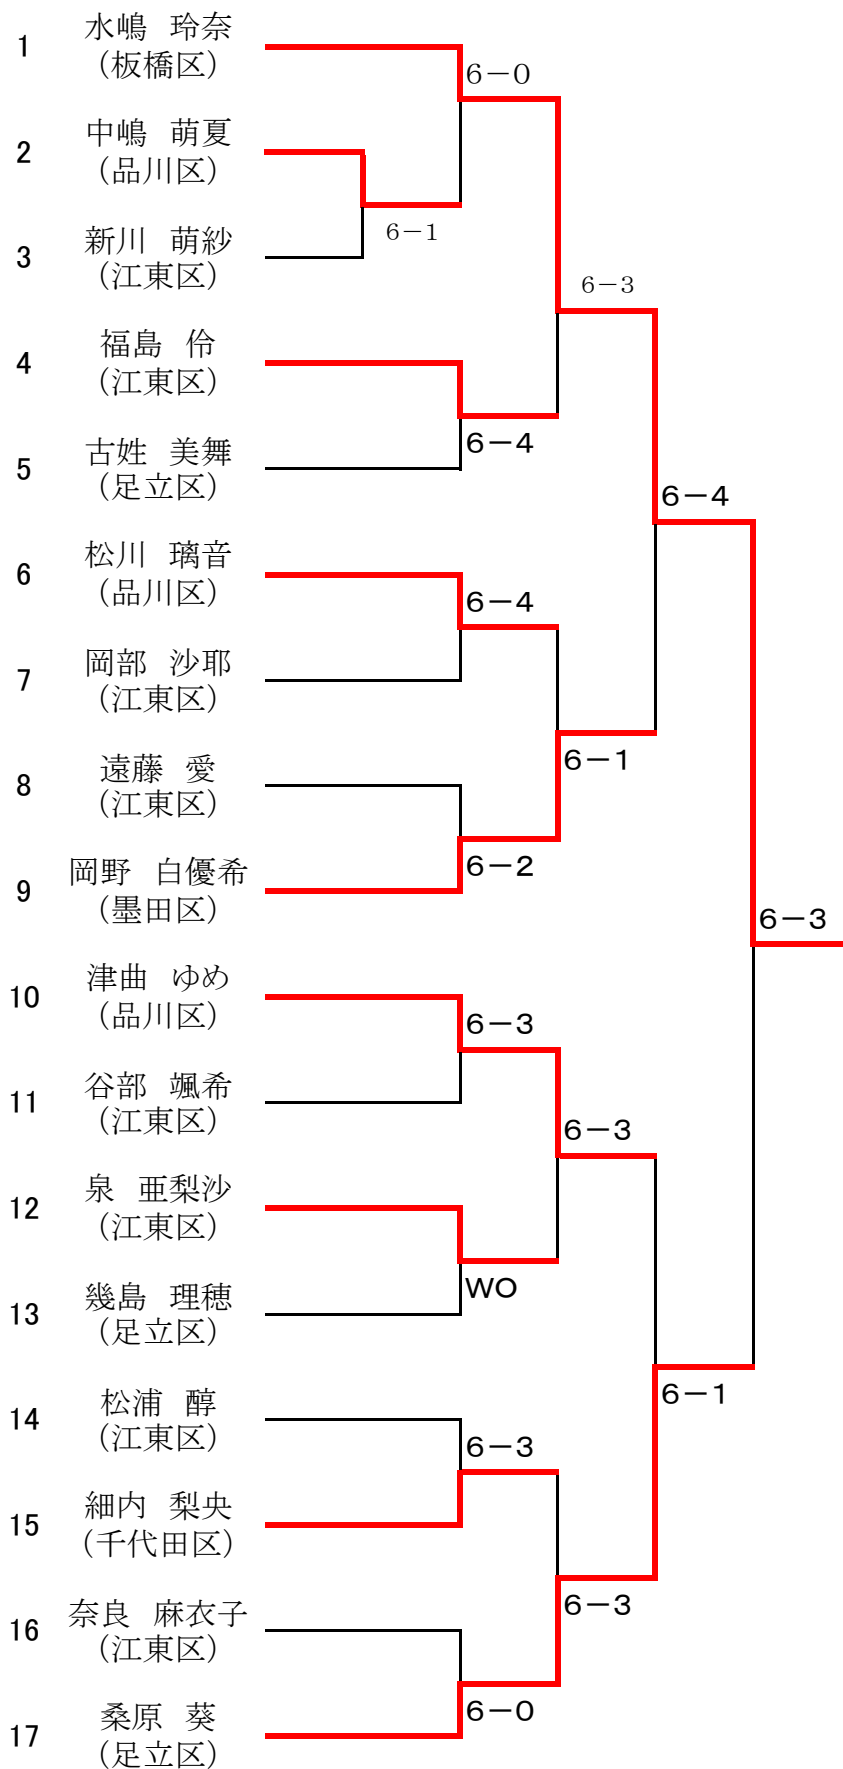 1 水嶋 玲奈
(板橋区)
6-0
2 中嶋 萌夏
(品川区)
6-1
3 新川 萌紗
(江東区)
6-3
4 福島 伶
(江東区)
6-4
5 古姓 美舞
(足立区)
6-4
6 松川 璃音
(品川区)
6-4
7 岡部 沙耶
(江東区)
6-1
8 遠藤 愛
(江東区)
6-2
9 岡野 白優希
(墨田区)
6-3
10 津曲 ゆめ
(品川区)
6-3
11 谷部 颯希
(江東区)
6-3
12 泉 亜梨沙
(江東区)
WO
13 幾島 理穂
(足立区)
6-1
14 松浦 醇
(江東区)
6-3
15 細内 梨央
(千代田区)
6-3
16 奈良 麻衣子
(江東区)
6-0
17 桑原 葵
(足立区)